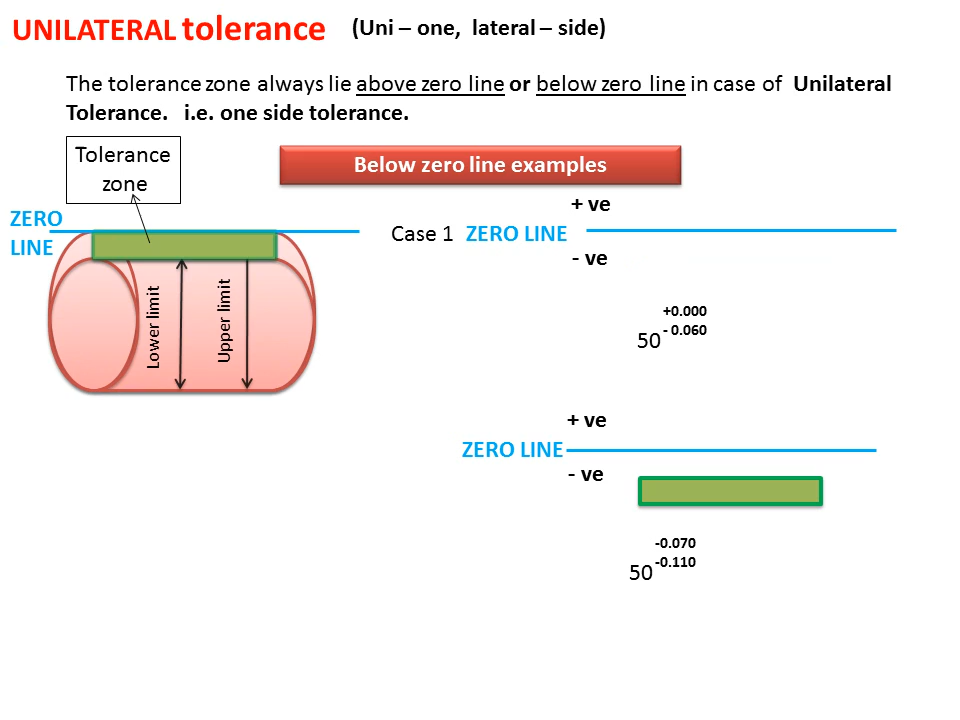 UNILATERAL tolerance (Uni – one, lateral – side)
The tolerance zone always lie above zero line or below zero line in case of Unilateral
Tolerance. i.e. one side tolerance.
Tolerance
zone
Below zero line examples
ZERO
LINE
Lower limit
Upper limit
+ ve
Case 1 ZERO LINE
- ve
+0.000
- 0.060
50
+ ve
ZERO LINE
- ve
-0.070
-0.110
50